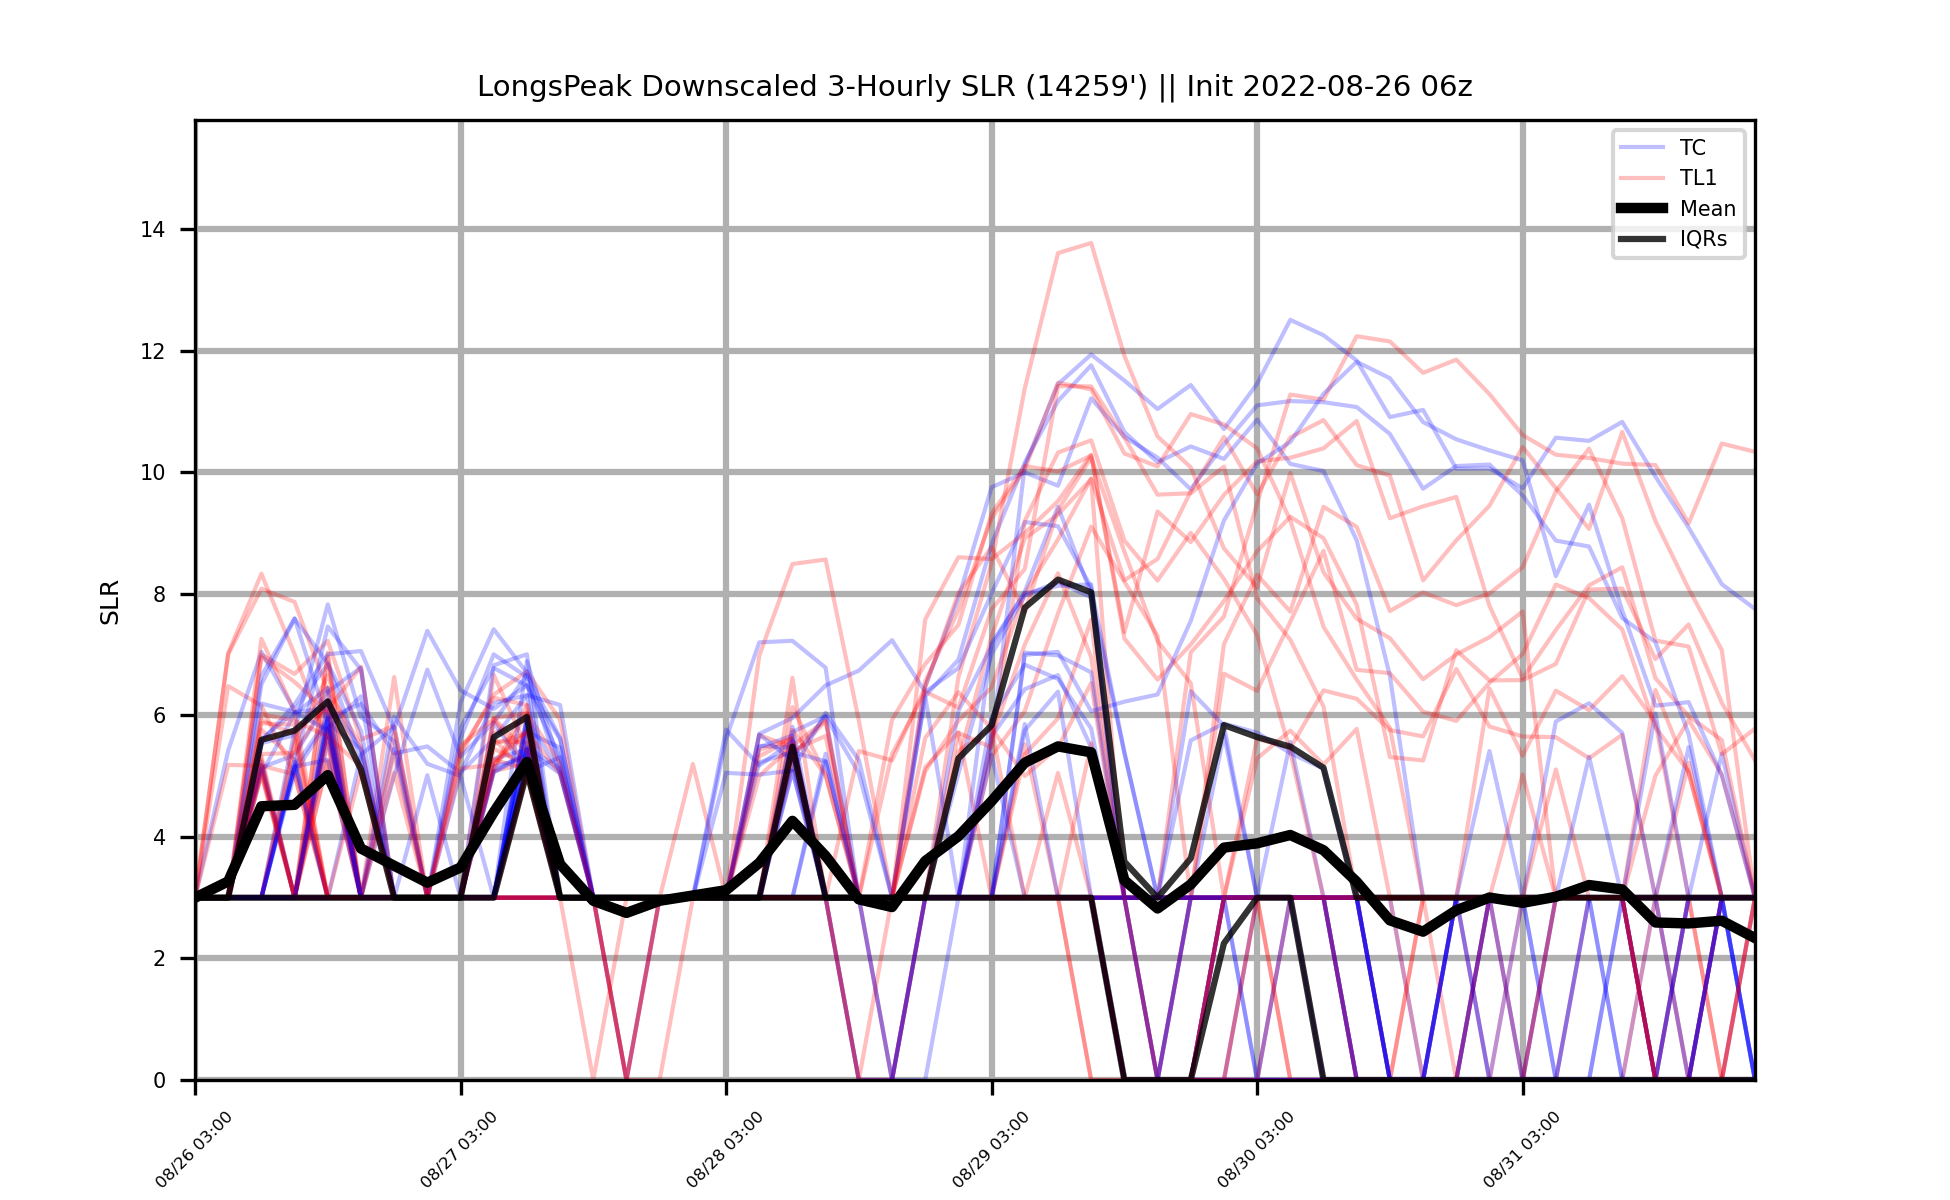 LongsPeak Downscaled 3-Hourly SLR (14259') || Init 2022-08-26 06z
TC
TL1
Mean
IQRs
SLR
14
12
10
8
6
4
2
0
08/26 03:00
08/27 03:00
08/28 03:00
08/29 03:00
08/30 03:00
08/31 03:00